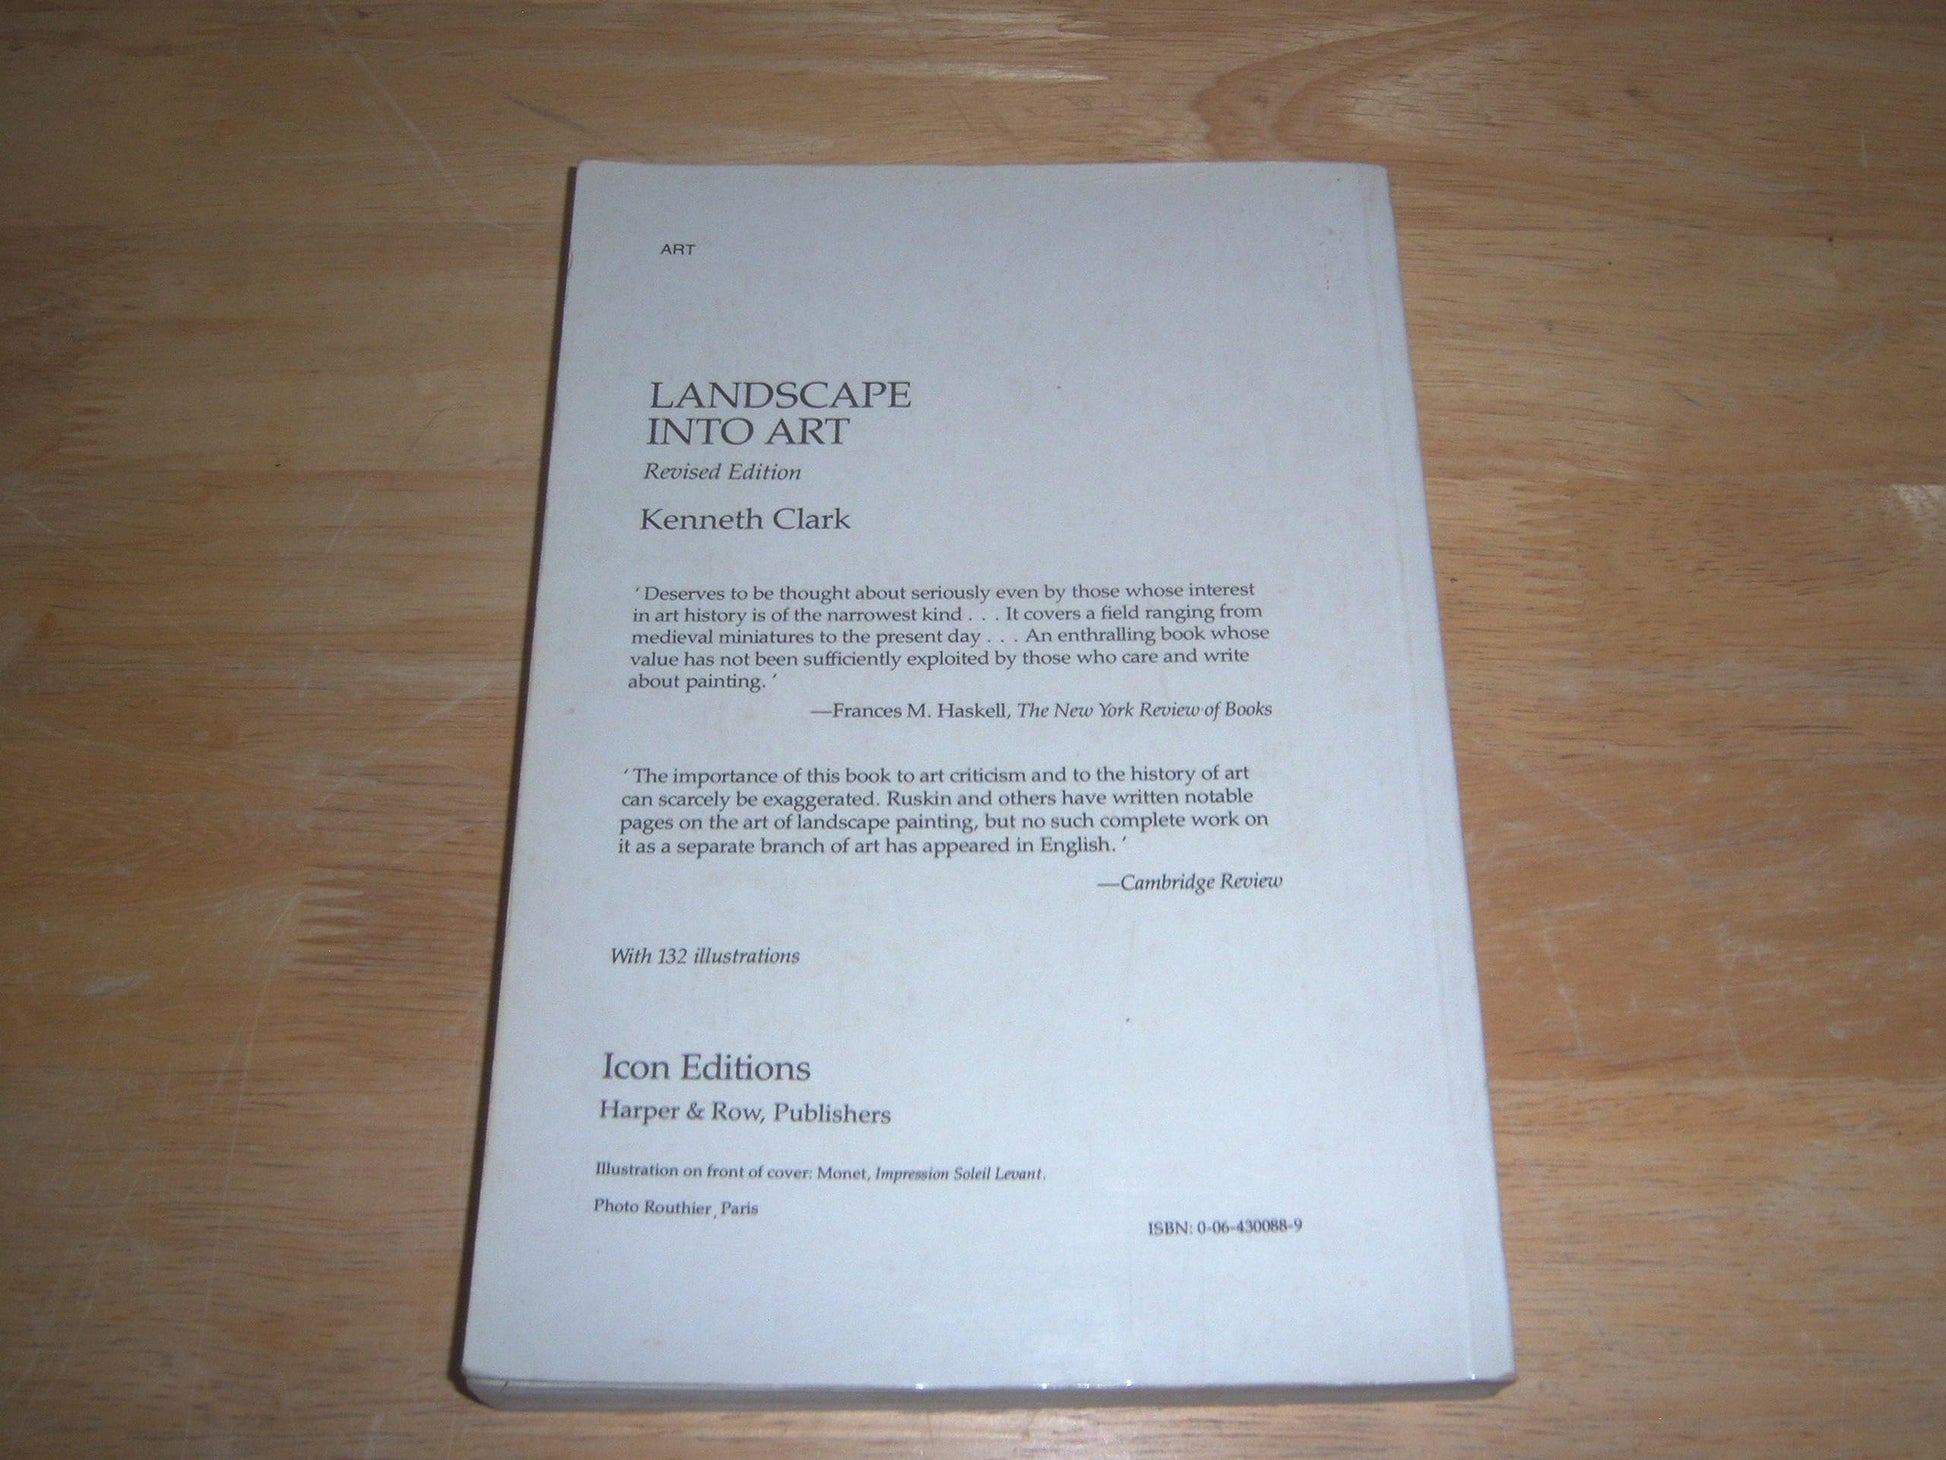 ART
LANDSCAPE
INTO ART
Revised Edition
Kenneth Clark
‘Deserves to be thought about seriously even by those whose interest
in art history is of the narrowest kind . . . It covers a field ranging from
medieval miniatures to the present day . . . An enthralling book whose
value has not been sufficiently exploited by those who care and write
about painting.’
—Frances M. Haskell, The New York Review of Books
‘The importance of this book to art criticism and to the history of art
can scarcely be exaggerated. Ruskin and others have written notable
pages on the art of landscape painting, but no such complete work on
it as a separate branch of art has appeared in English.’
—Cambridge Review
With 132 illustrations
Icon Editions
Harper & Row, Publishers
Illustration on front of cover: Monet, Impression Soleil Levant.
Photo Routhier, Paris
ISBN: 0-06-430088-9